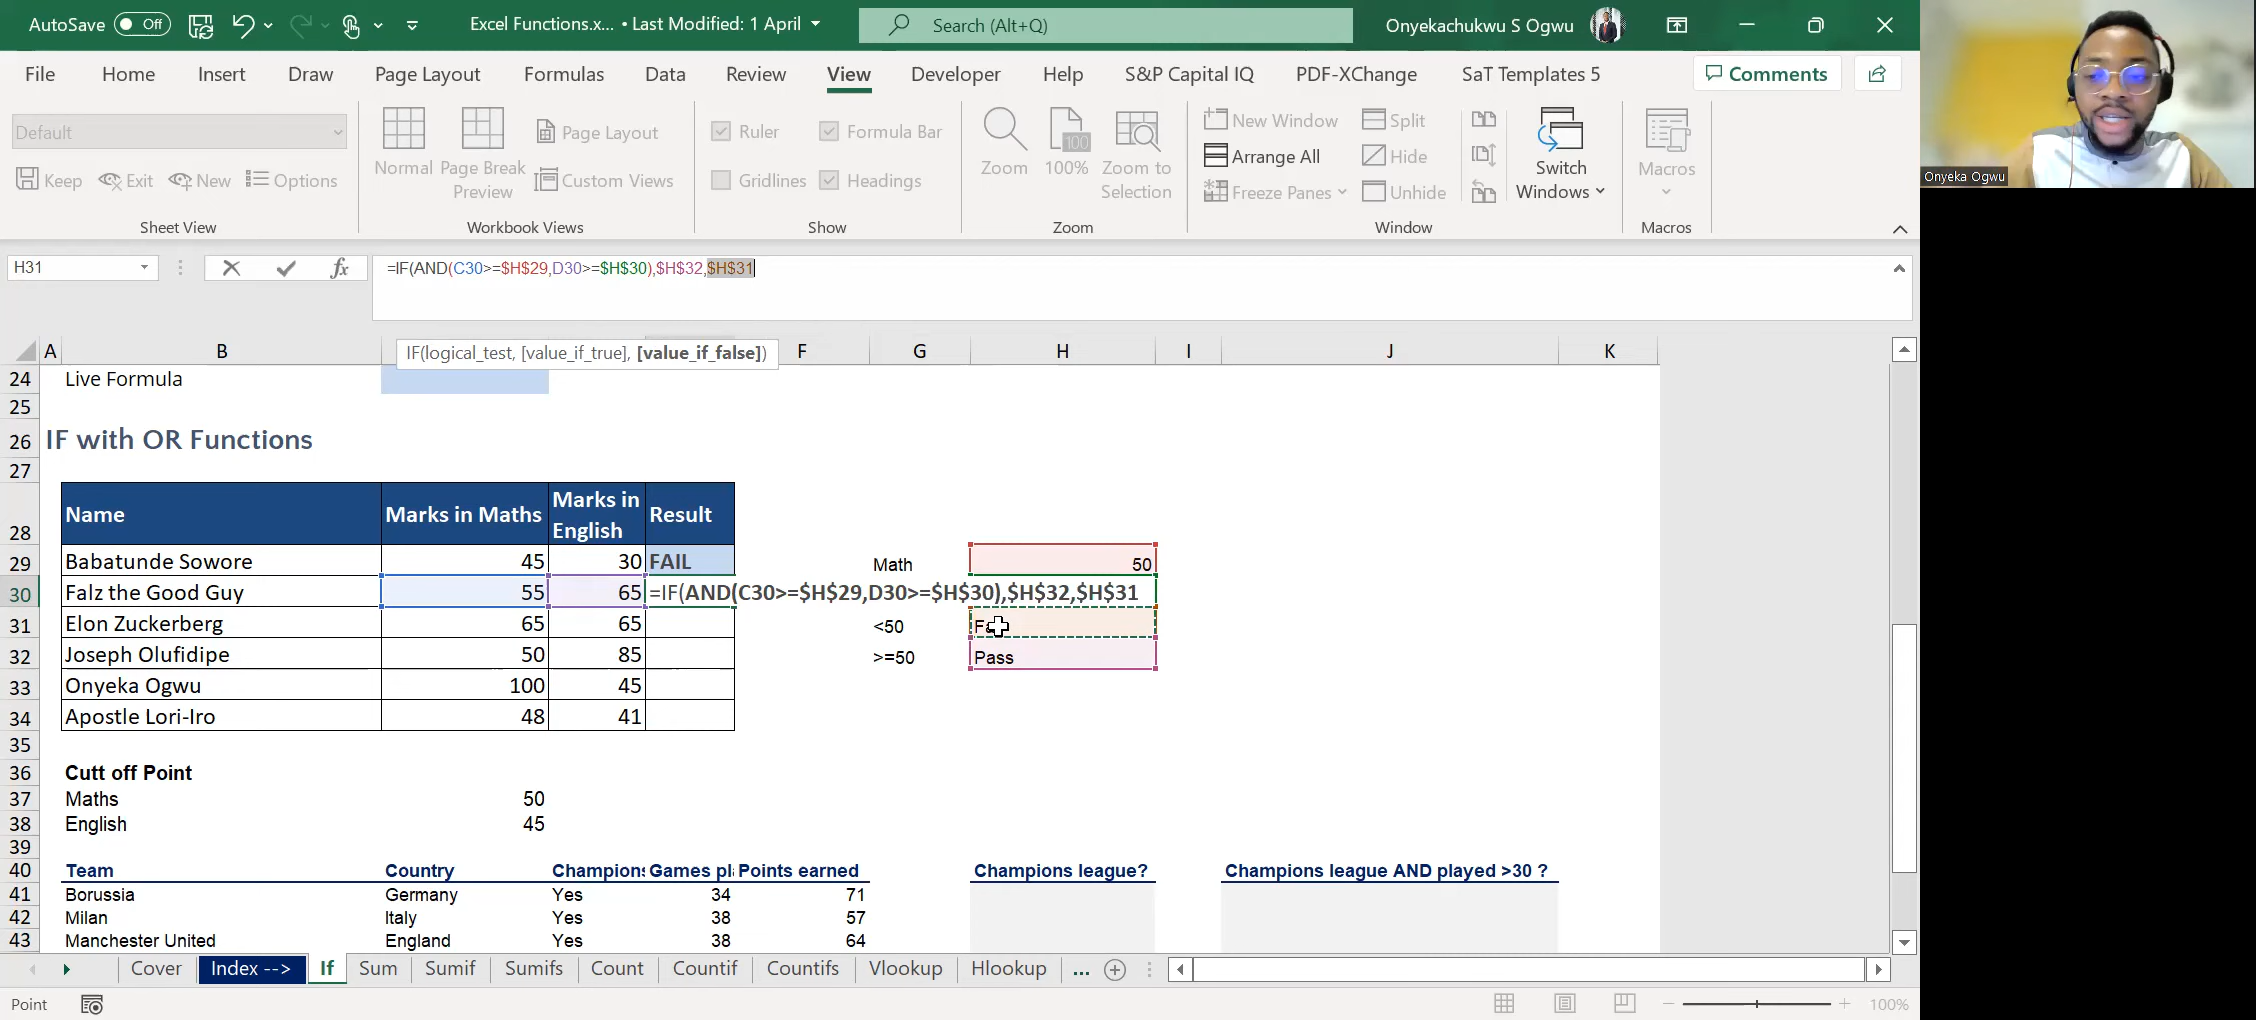 AutoSave Off Excel Functions.x... • Last Modified: 1 April Search (Alt+Q) Onyekachukwu S Ogwu
File Home Insert Draw Page Layout Formulas Data Review View Developer Help S&P Capital IQ PDF-XChange SaT Templates 5 Comments
Default
Keep Exit New Options
Sheet View
Normal
Page Break
Preview
Page Layout
Custom Views
Workbook Views
Ruler Formula Bar
Gridlines Headings
Show
Zoom
100
100%
Zoom to
Selection
Zoom
New Window
Arrange All
Freeze Panes
Split
Hide
Unhide
Switch
Windows
Window
Macros
Macros
Onyeka Ogwu
H31 fx =IF(AND(C30>=$H$29,D30>=$H$30),$H$32,$H$31
IF(logical_test, [value_if_true], [value_if_false])
A B F G H I J K
24 Live Formula
25
26 IF with OR Functions
27
28 Name Marks in Maths Marks in English Result
29 Babatunde Sowore 45 30 FAIL Math 50
30 Falz the Good Guy 55 65 =IF(AND(C30>=$H$29,D30>=$H$30),$H$32,$H$31
31 Elon Zuckerberg 65 65 <50
32 Joseph Olufidipe 50 85 >=50 Pass
33 Onyeka Ogwu 100 45
34 Apostle Lori-Iro 48 41
35
36 Cutt off Point
37 Maths 50
38 English 45
39
40 Team Country Champions Games pl Points earned Champions league? Champions league AND played >30 ?
41 Borussia Germany Yes 34 71
42 Milan Italy Yes 38 57
43 Manchester United England Yes 38 64
Cover Index --> If Sum Sumif Sumifs Count Countif Countifs Vlookup Hlookup ...
Point 100%